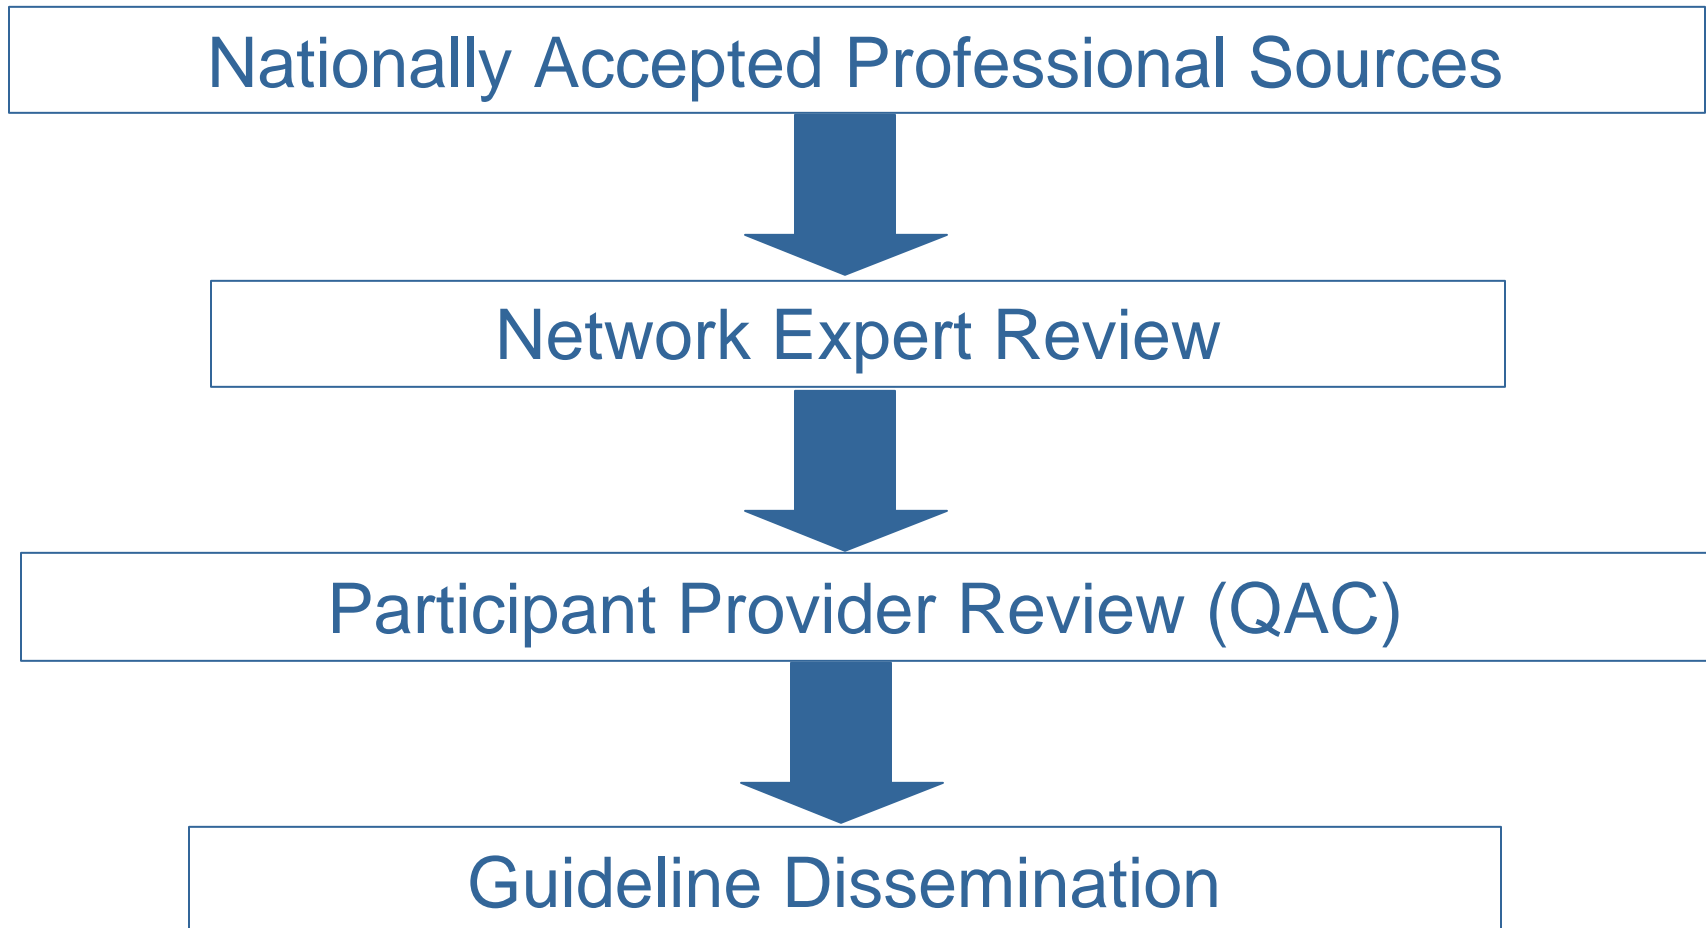 Nationally Accepted Professional Sources
Network Expert Review
Participant Provider Review (QAC)
Guideline Dissemination